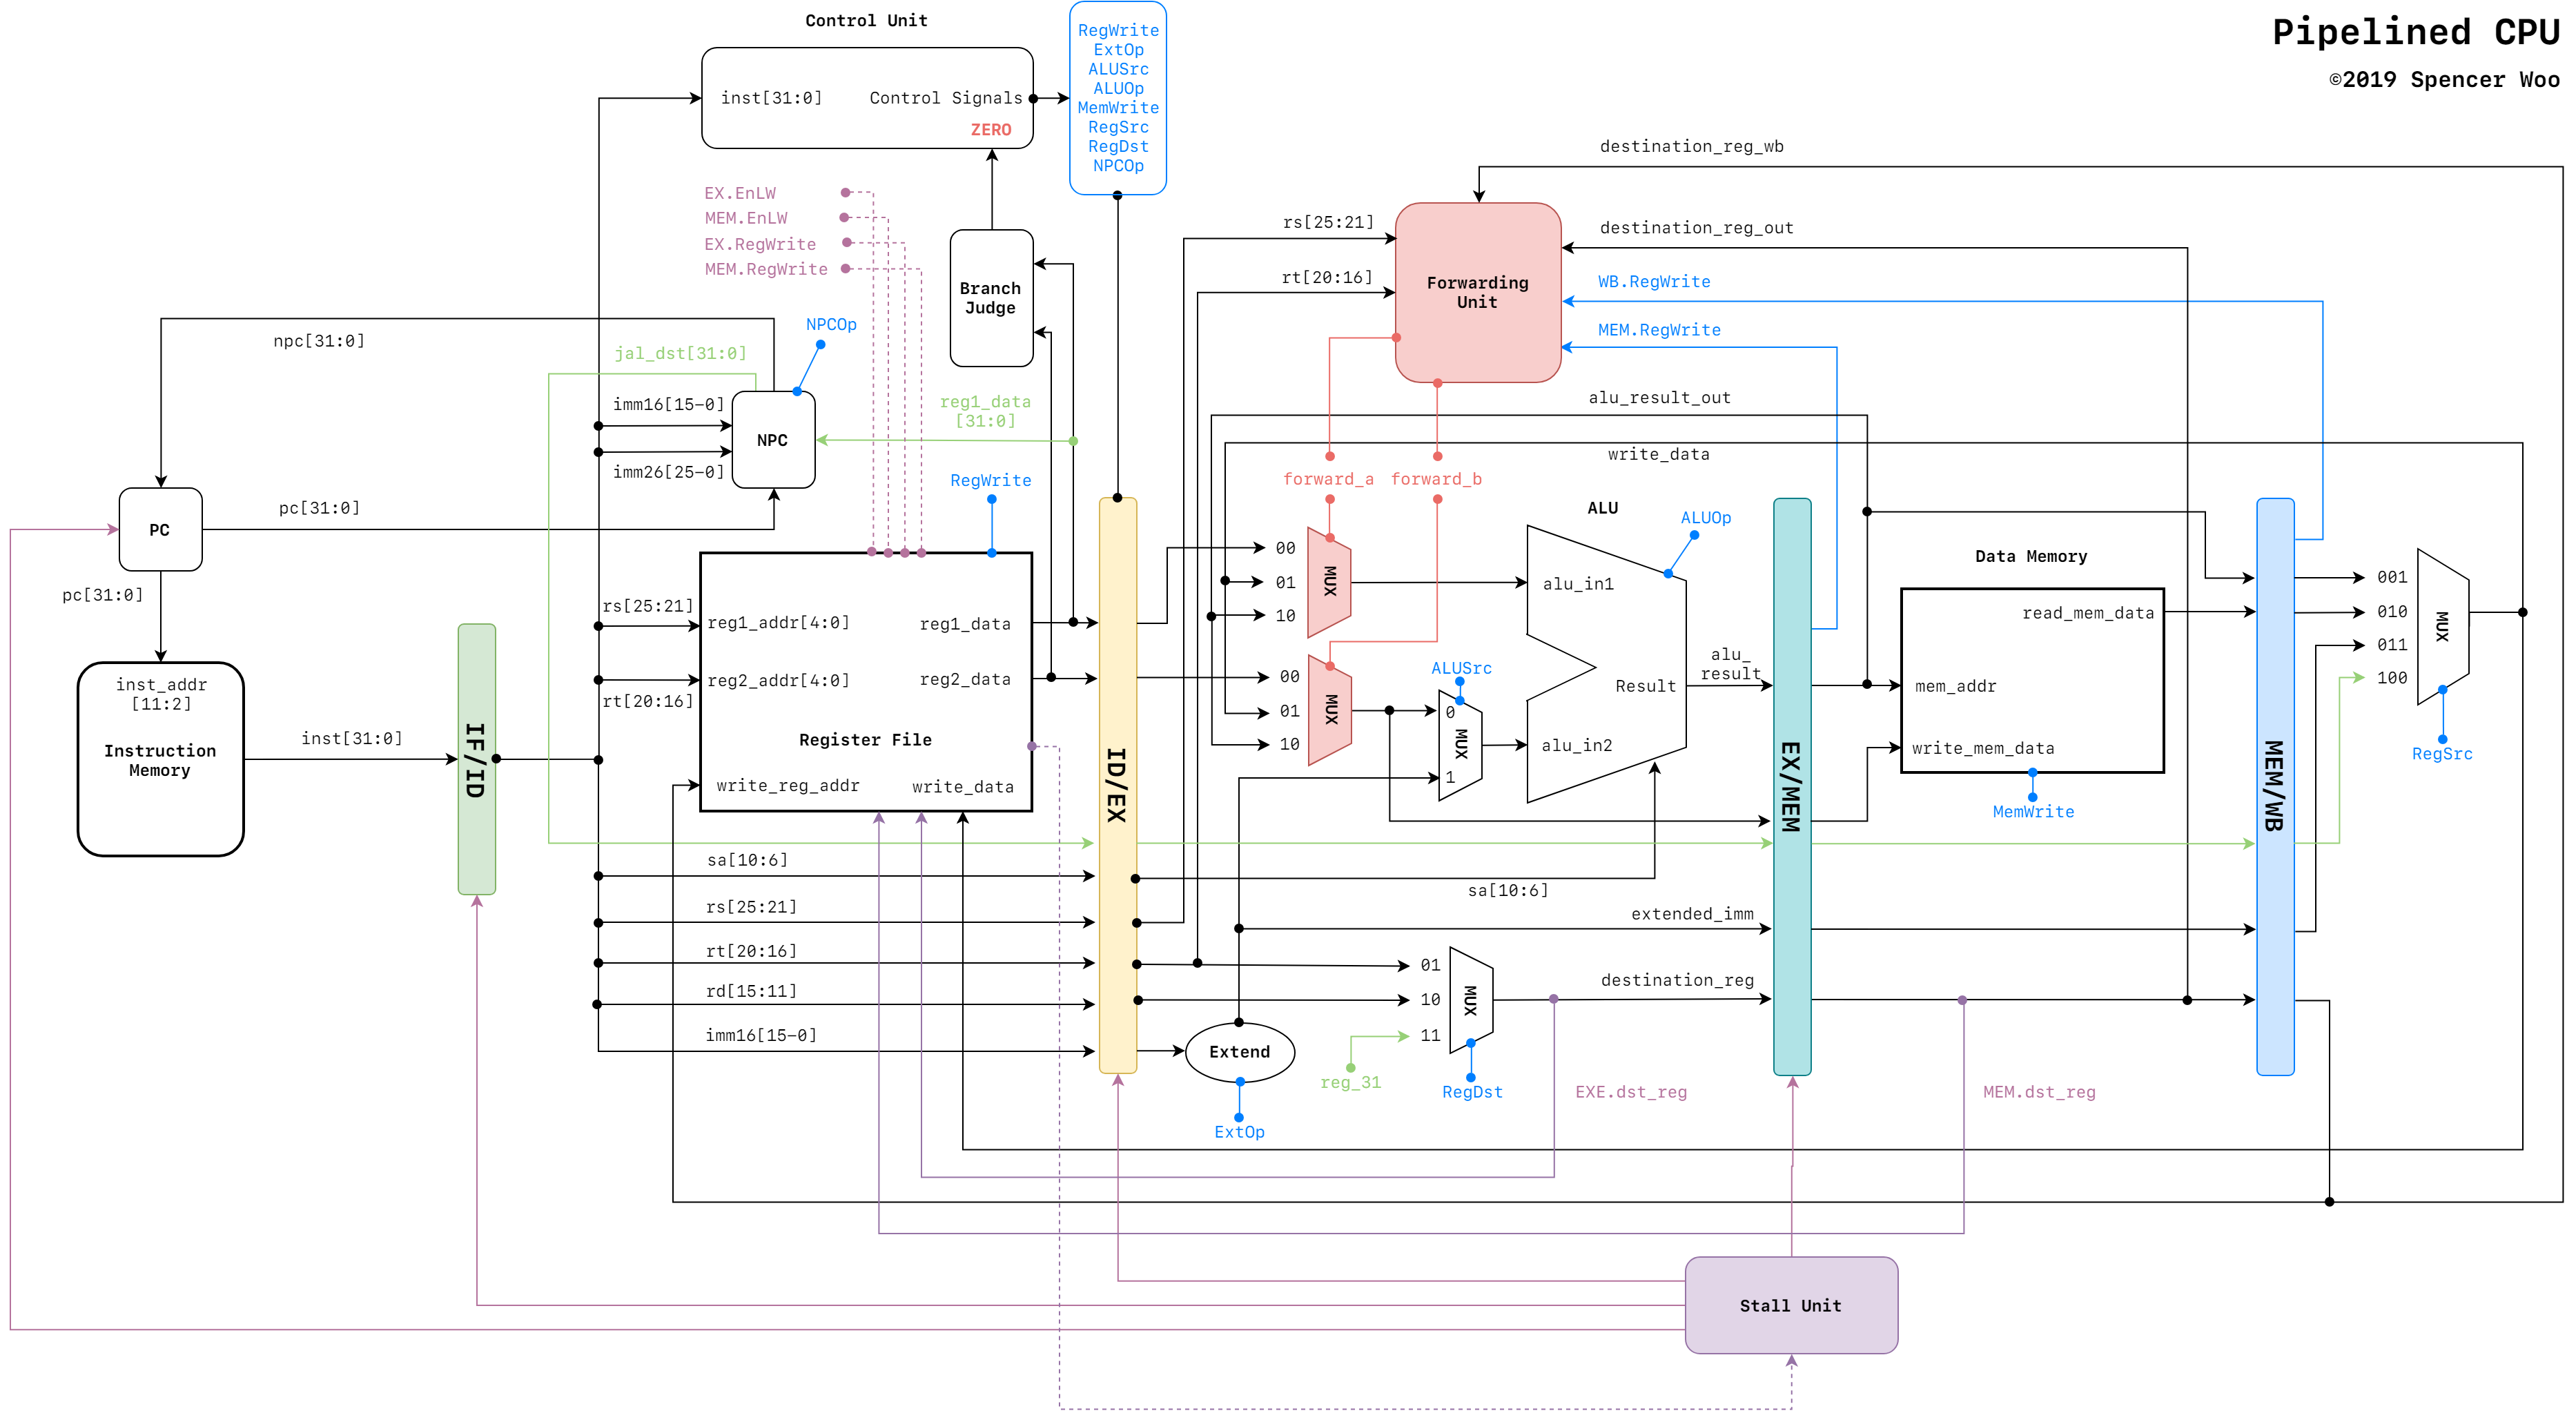 Pipelined CPU
©2019 Spencer Woo
Control Unit
inst[31:0]
Control Signals
ZERO
RegWrite
ExtOp
ALUSrc
ALUOp
MemWrite
RegSrc
RegDst
NPCOp
EX.EnLW
MEM.EnLW
EX.RegWrite
MEM.RegWrite
Branch
Judge
destination_reg_wb
rs[25:21]
destination_reg_out
rt[20:16]
Forwarding
Unit
WB.RegWrite
MEM.RegWrite
NPCOp
npc[31:0]
jal_dst[31:0]
imm16[15-0]
NPC
imm26[25-0]
reg1_data
[31:0]
alu_result_out
write_data
forward_a
forward_b
RegWrite
PC
pc[31:0]
pc[31:0]
ALU
ALUOp
00
01
10
MUX
alu_in1
Data Memory
read_mem_data
001
010
011
100
MUX
RegSrc
rs[25:21]
reg1_addr[4:0]
reg1_data
reg2_addr[4:0]
reg2_data
rt[20:16]
Register File
write_reg_addr
write_data
inst_addr
[11:2]
Instruction
Memory
inst[31:0]
IF/ID
ID/EX
00
01
10
MUX
ALUSrc
0
MUX
1
alu_in2
Result
alu_
result
EX/MEM
mem_addr
write_mem_data
MemWrite
MEM/WB
sa[10:6]
sa[10:6]
rs[25:21]
extended_imm
rt[20:16]
01
10
11
MUX
destination_reg
rd[15:11]
imm16[15-0]
Extend
ExtOp
reg_31
RegDst
EXE.dst_reg
MEM.dst_reg
Stall Unit